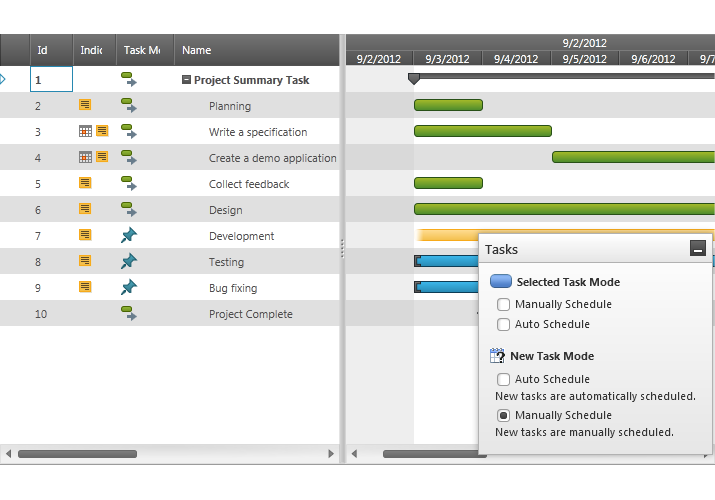 Id Indic Task Mo Name
9/2/2012
9/2/2012 9/3/2012 9/4/2012 9/5/2012 9/6/2012 9/7
1 Project Summary Task
2 Planning
3 Write a specification
4 Create a demo application
5 Collect feedback
6 Design
7 Development
8 Testing
9 Bug fixing
10 Project Complete
Tasks
Selected Task Mode
Manually Schedule
Auto Schedule
New Task Mode
Auto Schedule
New tasks are automatically scheduled.
Manually Schedule
New tasks are manually scheduled.